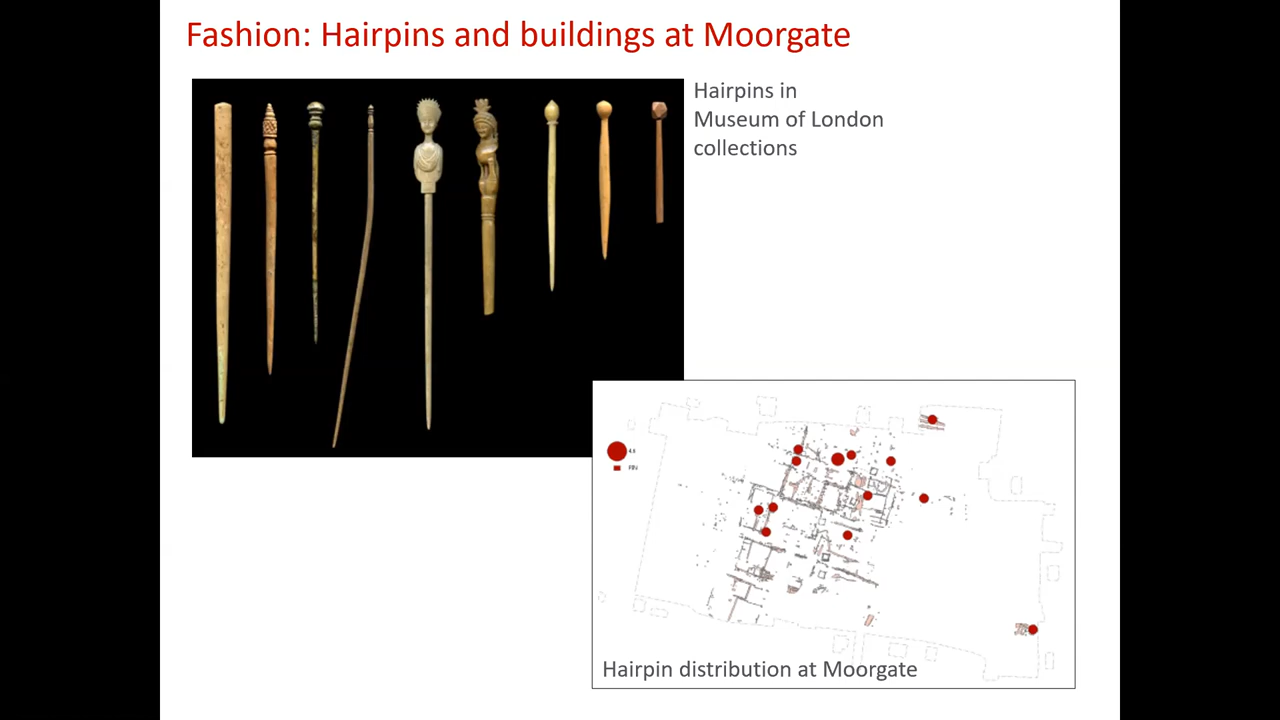 Fashion: Hairpins and buildings at Moorgate
Hairpins in
Museum of London
collections
Hairpin distribution at Moorgate